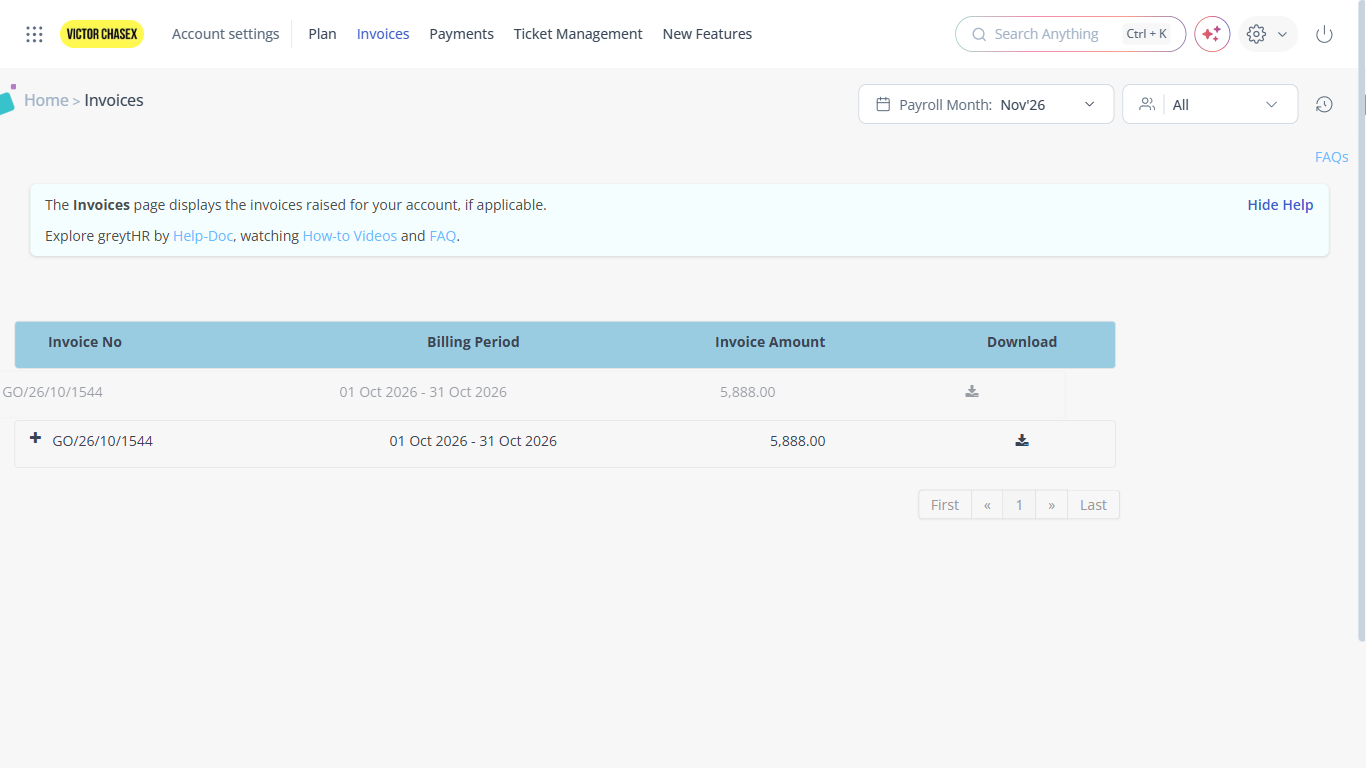 VICTOR CHASEX Account settings Plan Invoices Payments Ticket Management New Features Search Anything Ctrl + K
Home > Invoices Payroll Month: Nov'26 All
FAQs
The Invoices page displays the invoices raised for your account, if applicable. Hide Help
Explore greytHR by Help-Doc, watching How-to Videos and FAQ.
Invoice No Billing Period Invoice Amount Download
GO/26/10/1544 01 Oct 2026 - 31 Oct 2026 5,888.00
GO/26/10/1544 01 Oct 2026 - 31 Oct 2026 5,888.00
First « 1 » Last